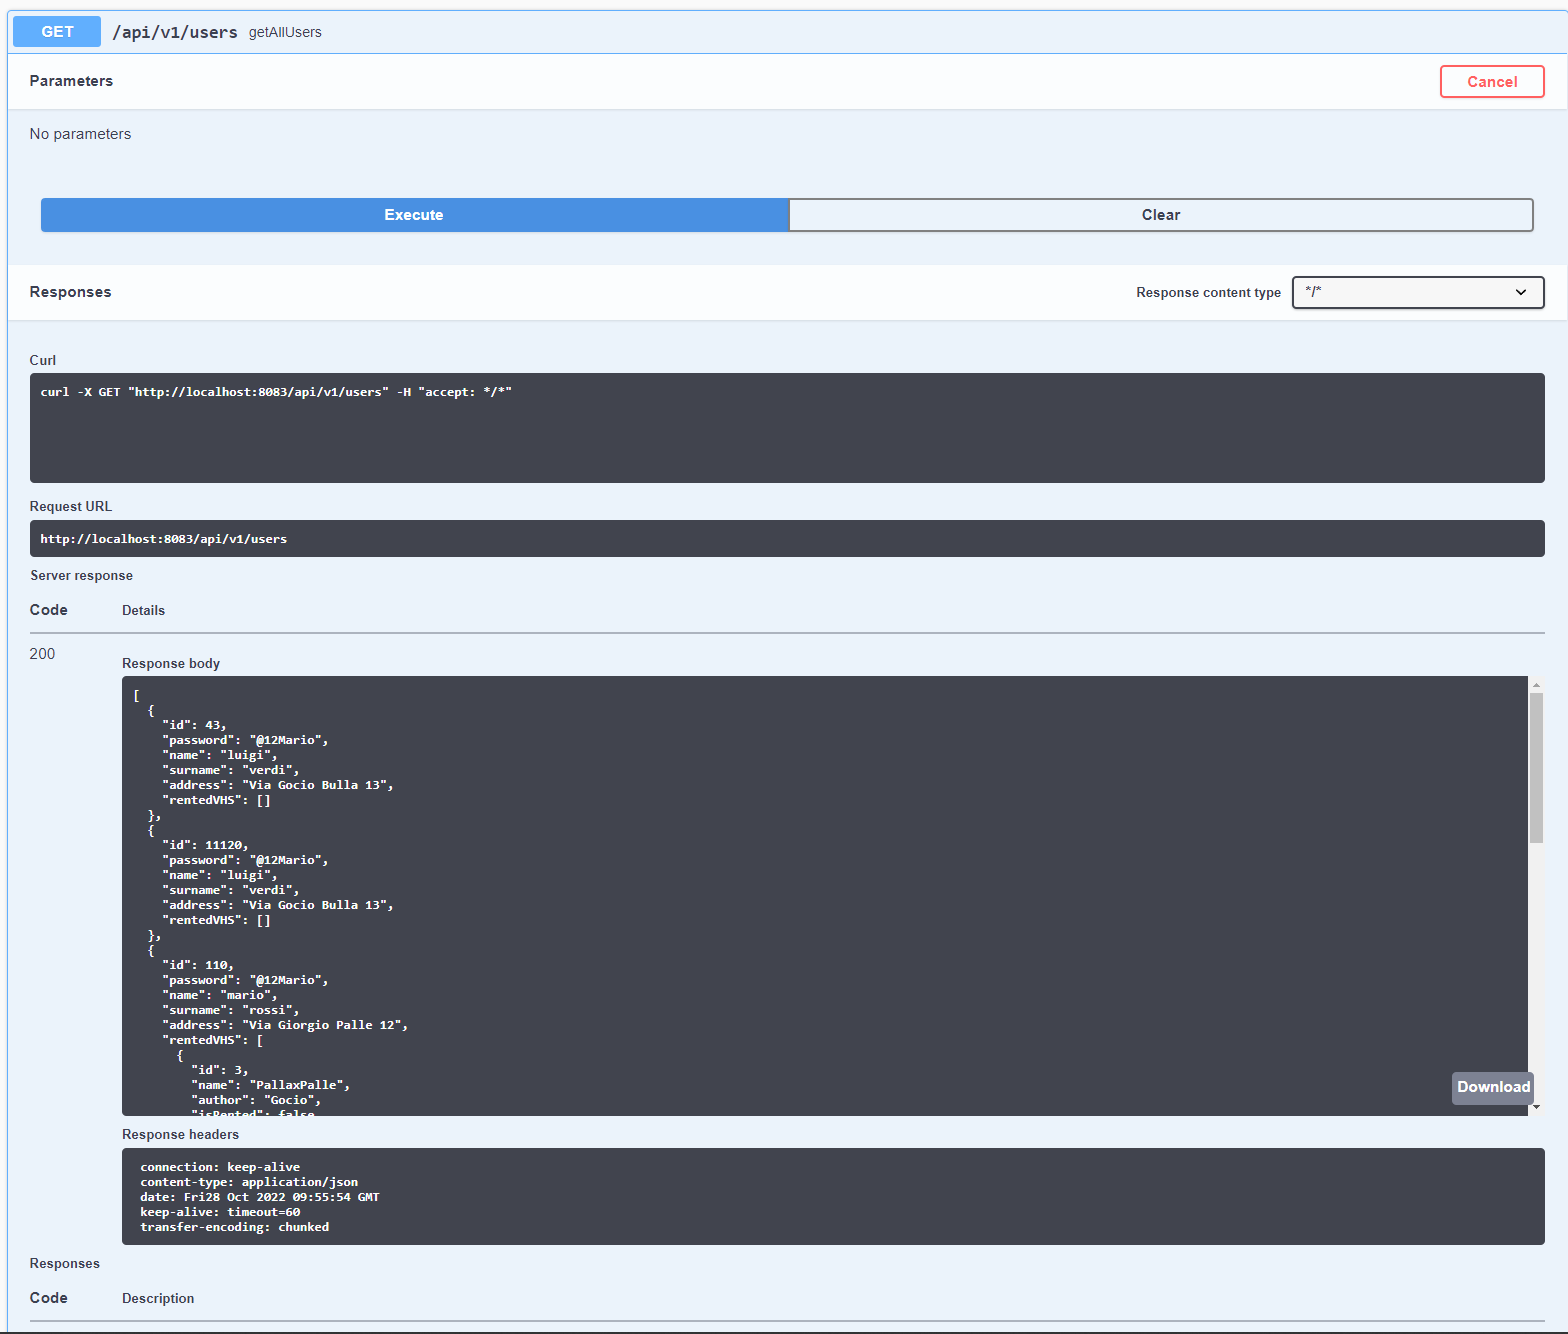 GET /api/v1/users getAllUsers
Parameters
Cancel
No parameters
Execute
Clear
Responses
Response content type
*/*
Curl
curl -X GET "http://localhost:8083/api/v1/users" -H "accept: */*"
Request URL
http://localhost:8083/api/v1/users
Server response
Code Details
200
Response body
[
  {
    "id": 43,
    "password": "@12Mario",
    "name": "luigi",
    "surname": "verdi",
    "address": "Via Gocio Bulla 13",
    "rentedVHS": []
  },
  {
    "id": 11120,
    "password": "@12Mario",
    "name": "luigi",
    "surname": "verdi",
    "address": "Via Gocio Bulla 13",
    "rentedVHS": []
  },
  {
    "id": 110,
    "password": "@12Mario",
    "name": "mario",
    "surname": "rossi",
    "address": "Via Giorgio Palle 12",
    "rentedVHS": [
      {
        "id": 3,
        "name": "PallaxPalle",
        "author": "Gocio",
        "isRented": false
Download
Response headers
connection: keep-alive
content-type: application/json
date: Fri28 Oct 2022 09:55:54 GMT
keep-alive: timeout=60
transfer-encoding: chunked
Responses
Code Description